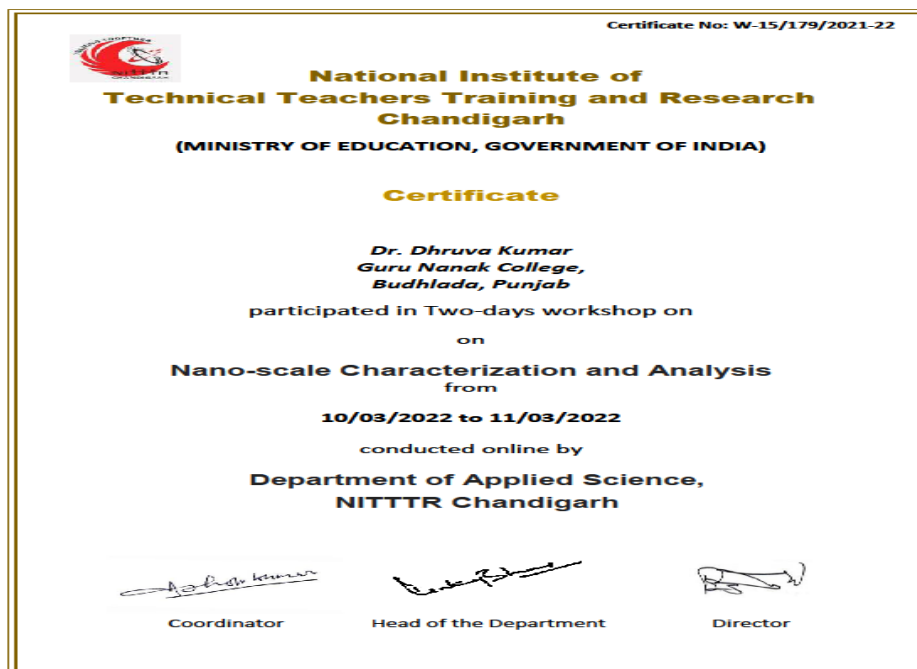 Certificate No: W-15/179/2021-22
NITTTR
National Institute of
Technical Teachers Training and Research
Chandigarh
(MINISTRY OF EDUCATION, GOVERNMENT OF INDIA)
Certificate
Dr. Dhruva Kumar
Guru Nanak College,
Budhlada, Punjab
participated in Two-days workshop on
on
Nano-scale Characterization and Analysis
from
10/03/2022 to 11/03/2022
conducted online by
Department of Applied Science,
NITTTR Chandigarh
Ashok Kumar
Coordinator
Head of the Department
Director